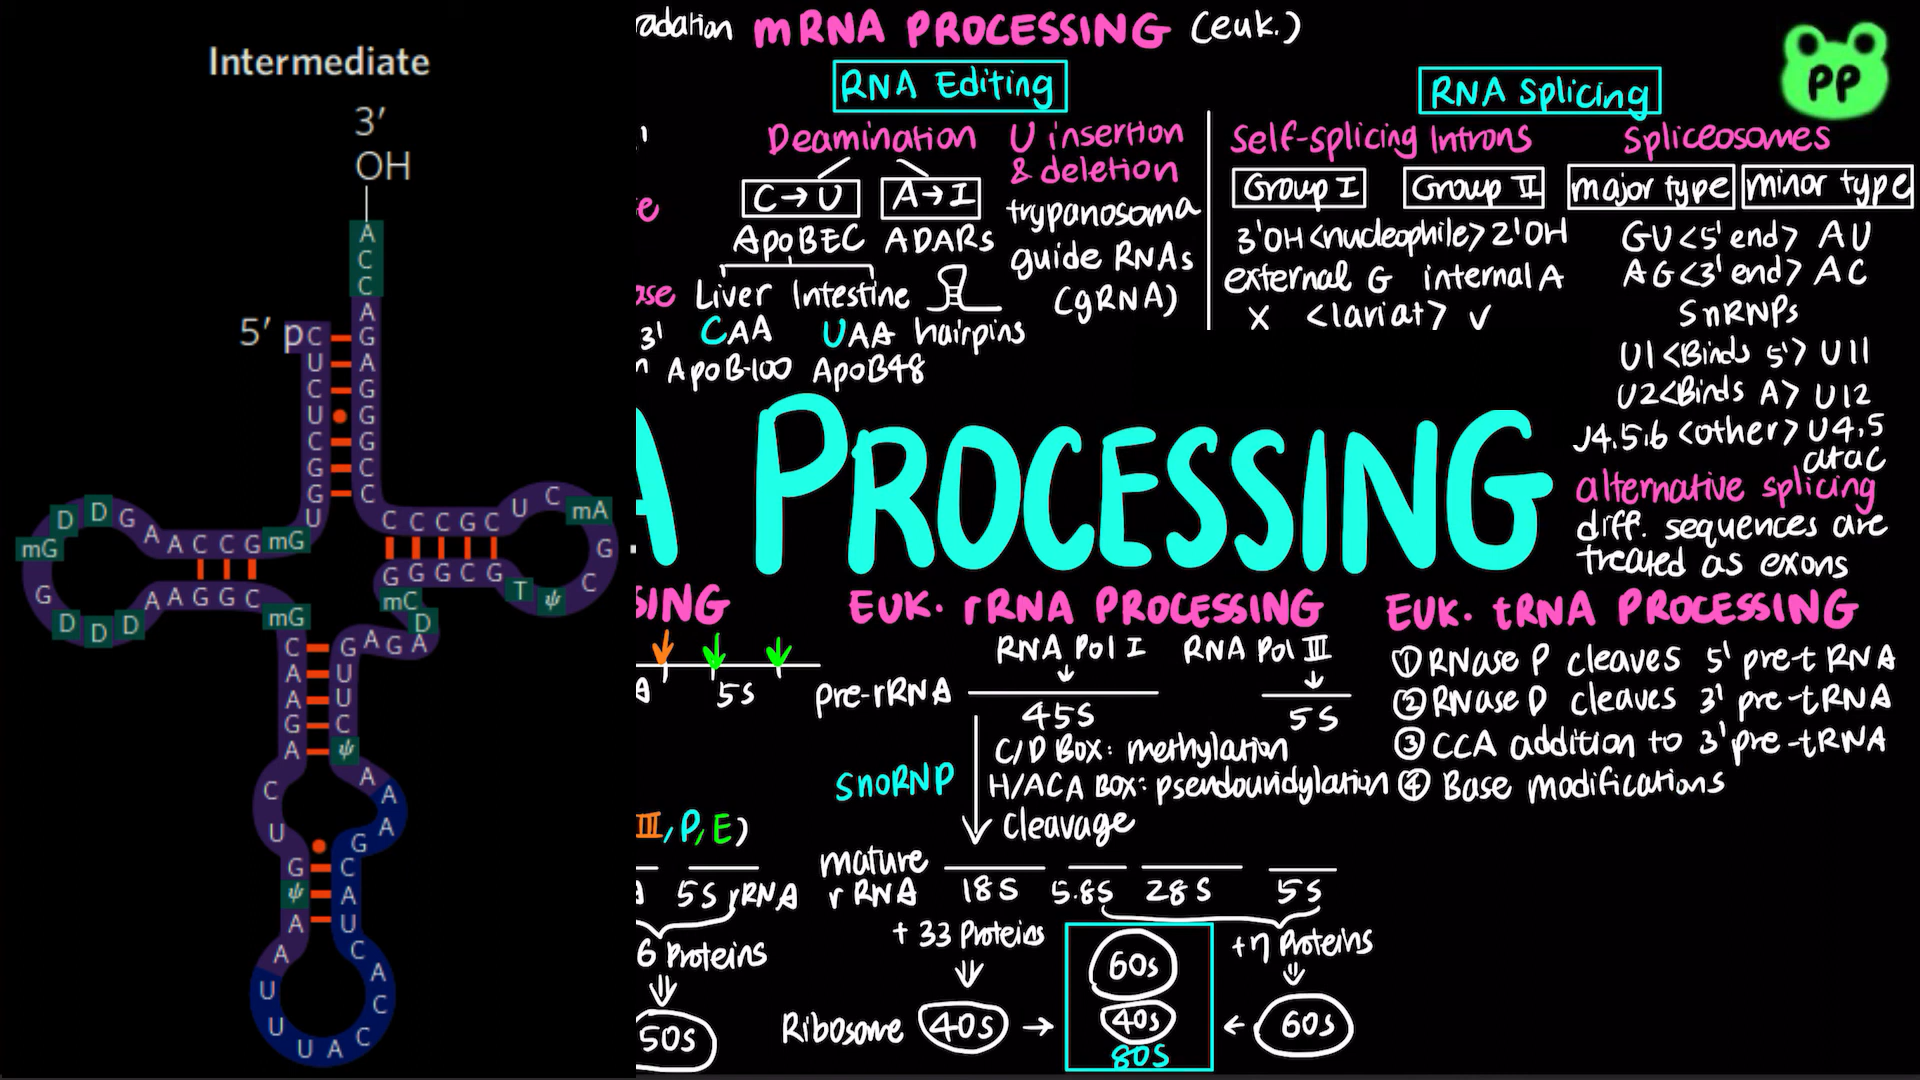 Intermediate
3′
OH
A
C
C
A
5′ pC G
U A
C G
U G
C G
G C
G C
U
C C C G C U C mA G C ψ T
G G G C G
mC
D
G A G A
D D G A A C C G mG
mG
G
D D D A A G G C mG
C G
A U
A U
G C
A ψ
C A
U A
A
G
G C
ψ A
A U
A C
U A
U C
U A C
radation mRNA PROCESSING (euk.)
PP
RNA Editing
RNA Splicing
Deamination
U insertion
& deletion
C→U
A→I
ApoBEC
ADARs
trypanosoma
guide RNAs
(gRNA)
Liver
Intestine
3'
CAA
UAA
hairpins
ApoB-100
ApoB48
Self-splicing Introns
Group I
Group II
3'OH <nucleophile> 2'OH
external G internal A
X <lariat> ✓
Spliceosomes
major type
minor type
GU <5' end> AU
AG <3' end> AC
SnRNPs
U1 <Binds 5'> U11
U2 <Binds A> U12
U4.5.6 <other> U4.5
atac
alternative splicing
diff. sequences are
treated as exons
A PROCESSING
SING
5S
III, P, E)
5S rRNA
6 Proteins
50S
EUK. rRNA PROCESSING
RNA Pol I
RNA Pol III
pre-rRNA
45S
5S
C/D Box: methylation
snoRNP
H/ACA Box: pseudouridylation
cleavage
mature
rRNA
18S
5.8S
28S
5S
+ 33 Proteins
+7 Proteins
60s
40s
80s
Ribosome
40s
→
←
60s
EUK. tRNA PROCESSING
① RNase P cleaves 5' pre-tRNA
② RNase D cleaves 3' pre-tRNA
③ CCA addition to 3' pre-tRNA
④ Base modifications